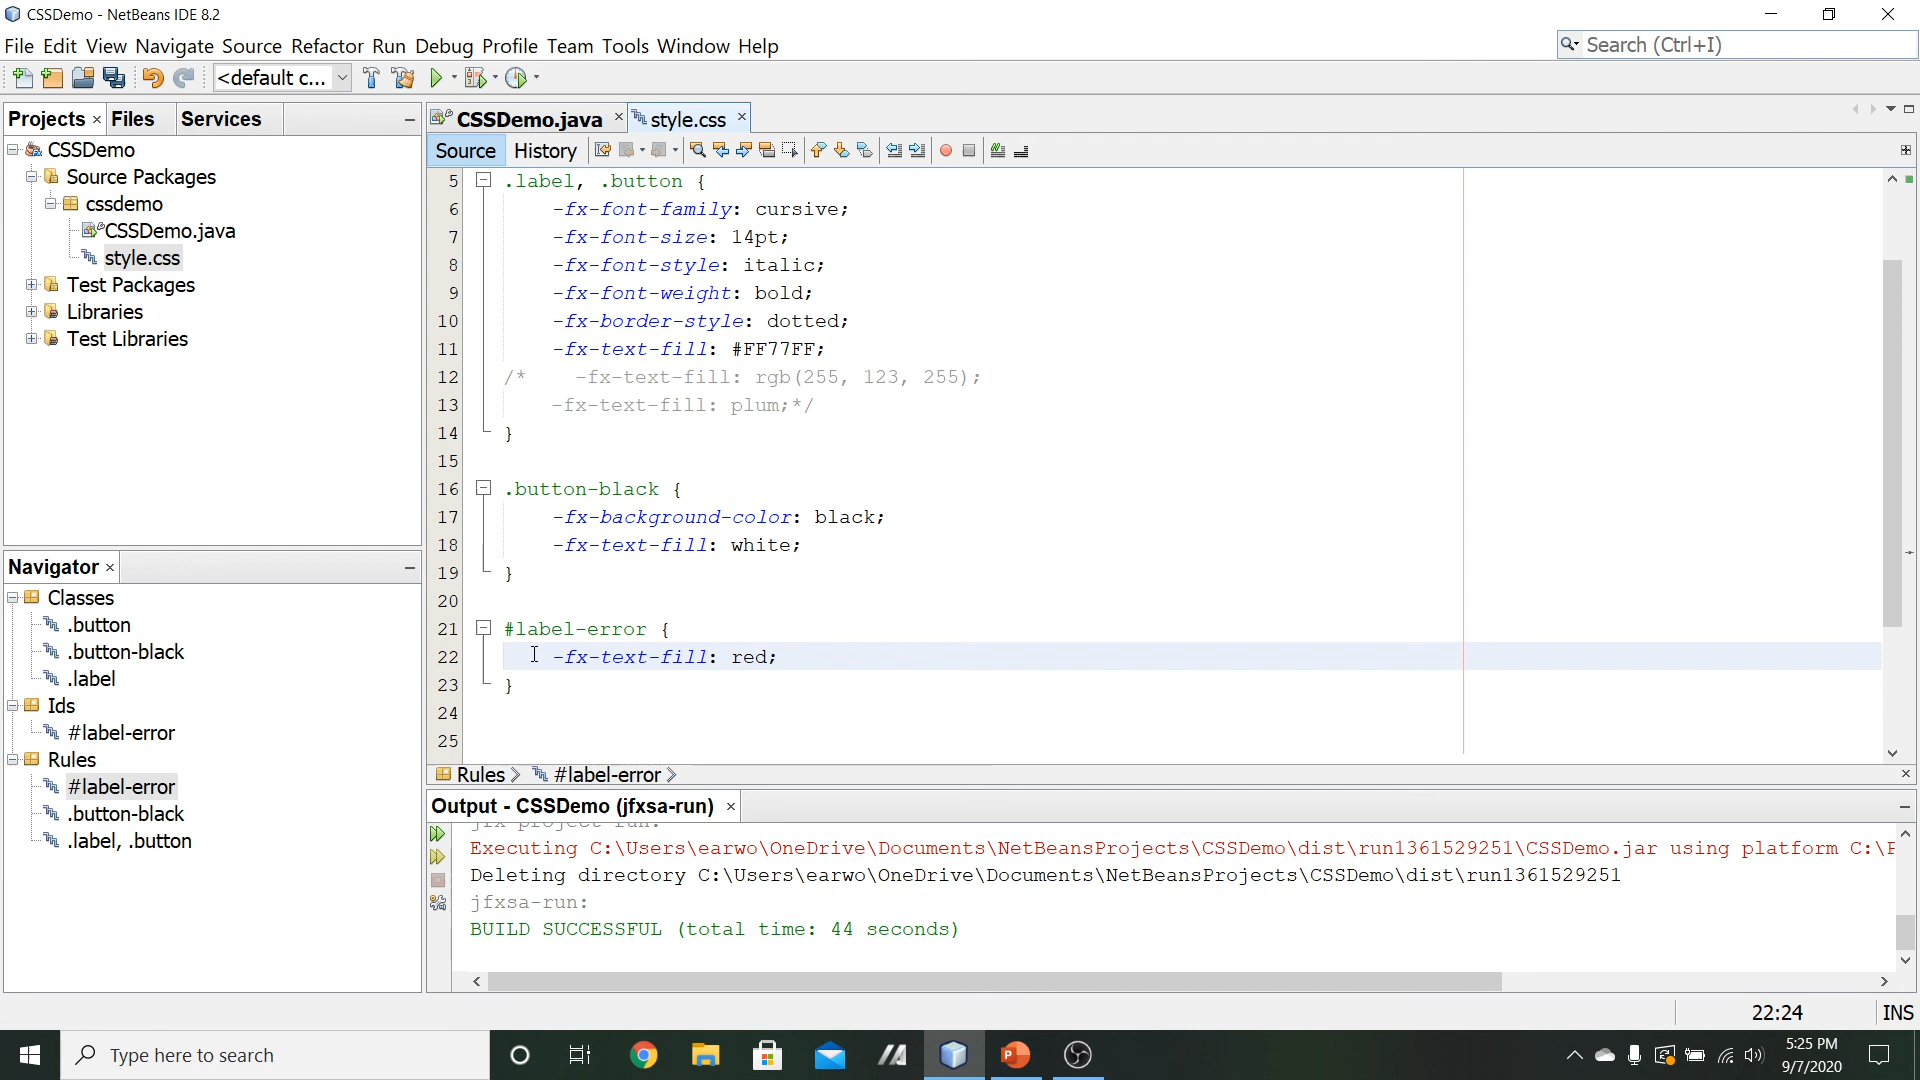 CSSDemo - NetBeans IDE 8.2
File Edit View Navigate Source Refactor Run Debug Profile Team Tools Window Help
Search (Ctrl+I)
<default c...
Projects × Files Services
CSSDemo
Source Packages
cssdemo
CSSDemo.java
style.css
Test Packages
Libraries
Test Libraries
Navigator ×
Classes
.button
.button-black
.label
Ids
#label-error
Rules
#label-error
.button-black
.label, .button
CSSDemo.java × style.css ×
Source History
5 .label, .button {
6 -fx-font-family: cursive;
7 -fx-font-size: 14pt;
8 -fx-font-style: italic;
9 -fx-font-weight: bold;
10 -fx-border-style: dotted;
11 -fx-text-fill: #FF77FF;
12 /* -fx-text-fill: rgb(255, 123, 255);
13 -fx-text-fill: plum;*/
14 }
15
16 .button-black {
17 -fx-background-color: black;
18 -fx-text-fill: white;
19 }
20
21 #label-error {
22 -fx-text-fill: red;
23 }
24
25
Rules > #label-error >
Output - CSSDemo (jfxsa-run) ×
jfx-project-run:
Executing C:\Users\earwo\OneDrive\Documents\NetBeansProjects\CSSDemo\dist\run1361529251\CSSDemo.jar using platform C:\
Deleting directory C:\Users\earwo\OneDrive\Documents\NetBeansProjects\CSSDemo\dist\run1361529251
jfxsa-run:
BUILD SUCCESSFUL (total time: 44 seconds)
22:24 INS
Type here to search
5:25 PM
9/7/2020